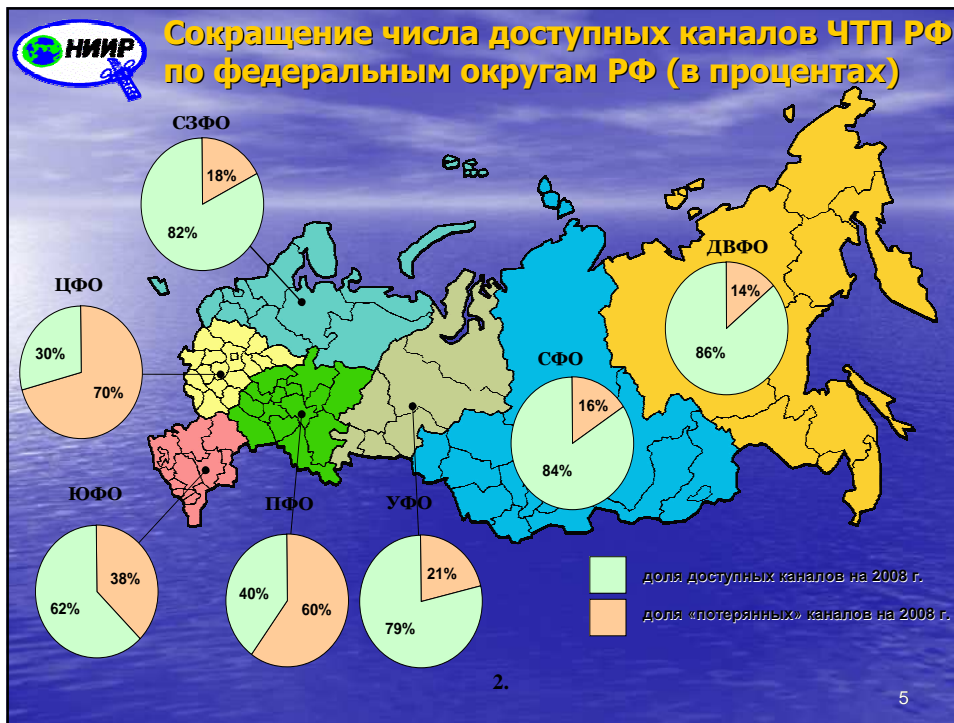 НИИР
Сокращение числа доступных каналов ЧТП РФ
по федеральным округам РФ (в процентах)
СЗФО
18%
82%
ЦФО
30%
70%
ДВФО
14%
86%
СФО
16%
84%
ЮФО
38%
62%
ПФО
40%
60%
УФО
21%
79%
доля доступных каналов на 2008 г.
доля «потерянных» каналов на 2008 г.
2.
5